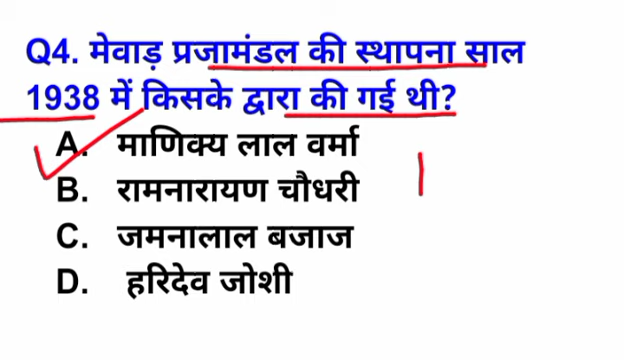 Q4. मेवाड़ प्रजामंडल की स्थापना साल
1938 में किसके द्वारा की गई थी?
A. माणिक्य लाल वर्मा
B. रामनारायण चौधरी
C. जमनालाल बजाज
D. हरिदेव जोशी